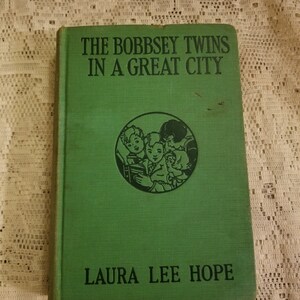 THE BOBBSEY TWINS
IN A GREAT CITY
LAURA LEE HOPE